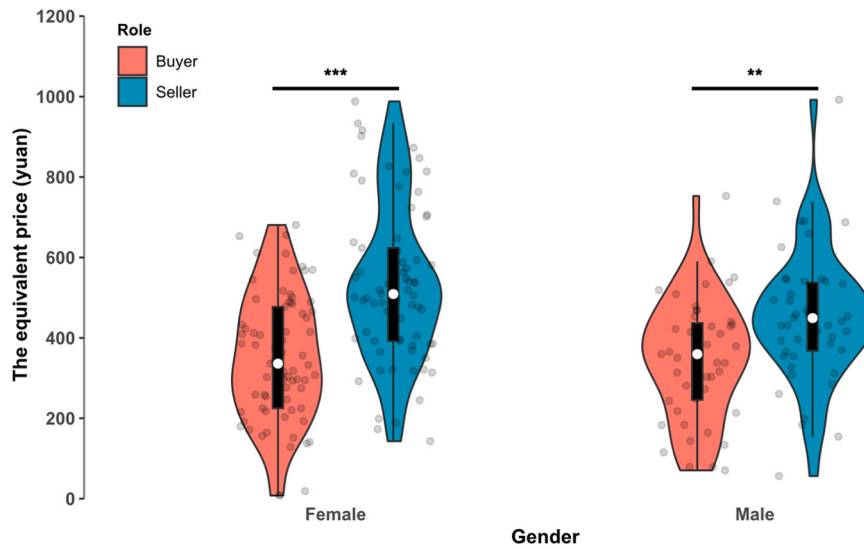 Role
Buyer
Seller
The equivalent price (yuan)
1200
1000
800
600
400
200
0
***
**
Female
Male
Gender